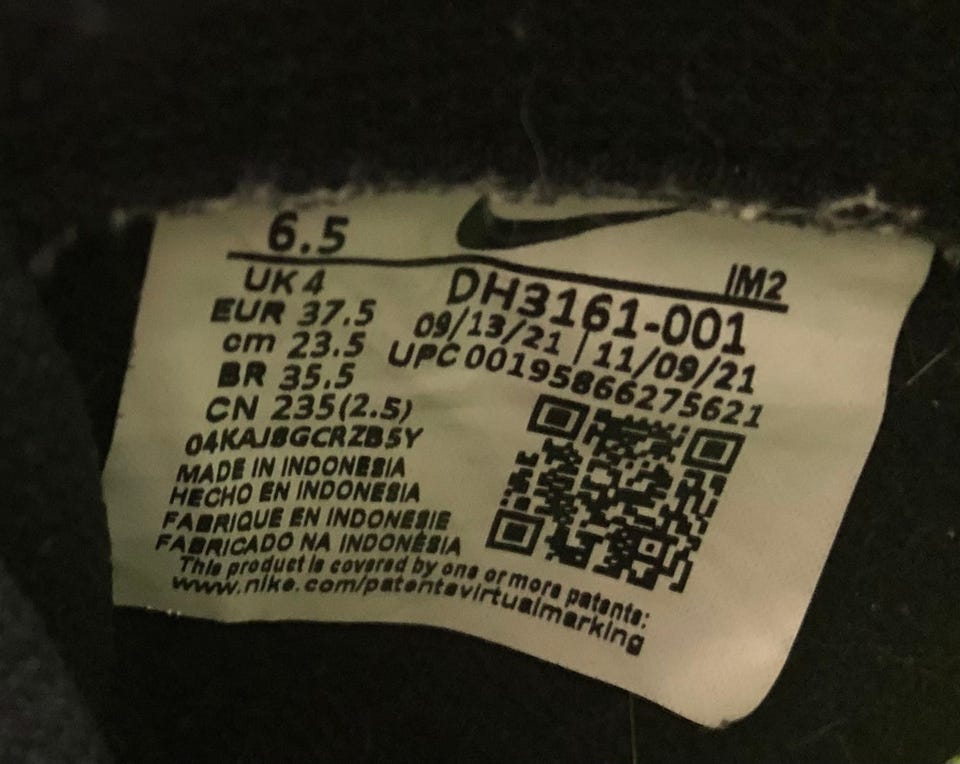 6.5
IM2
UK 4
EUR 37.5
cm 23.5
BR 35.5
CN 235(2.5)
DH3161-001
09/13/21 / 11/09/21
UPC 00195866275621
MADE IN INDONESIA
HECHO EN INDONESIA
FABRIQUE EN INDONESIE
FABRICADO NA INDONÉSIA
This product is covered by one or more patents:
www.nike.com/patentsvirtualmarking